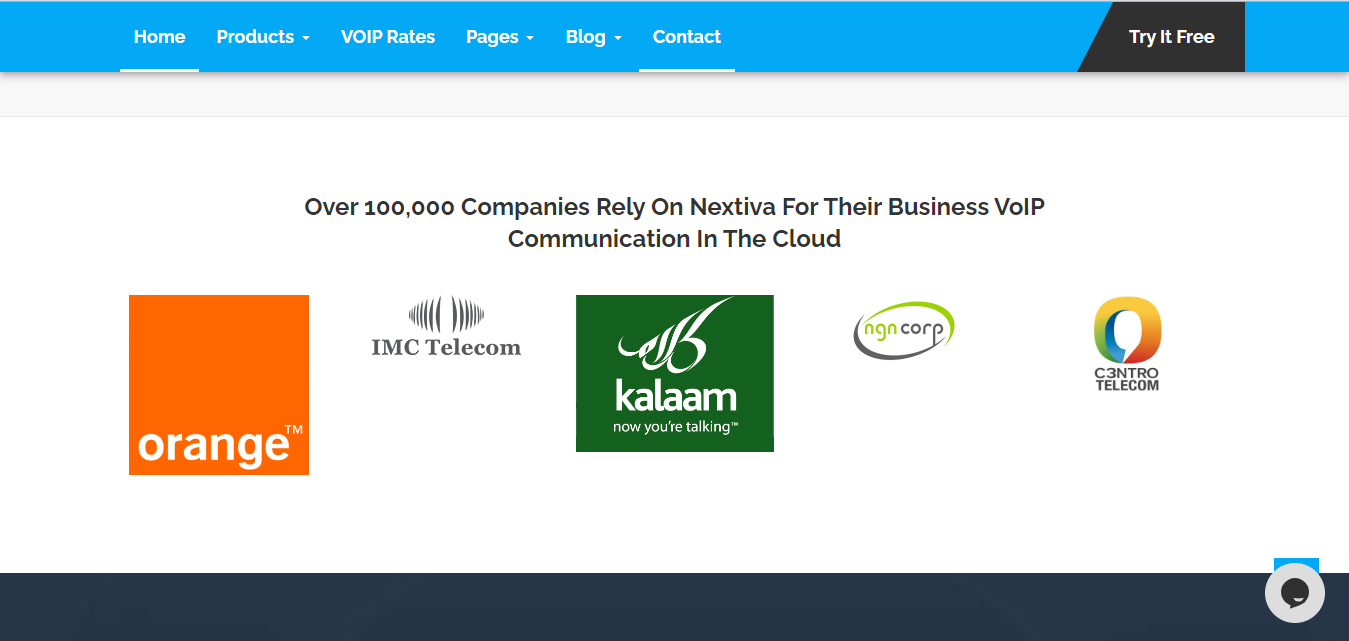 Home Products VOIP Rates Pages Blog Contact Try It Free
Over 100,000 Companies Rely On Nextiva For Their Business VoIP
Communication In The Cloud
orange™
IMC Telecom
kalaam
now you're talking™
ngn corp
C3NTRO
TELECOM